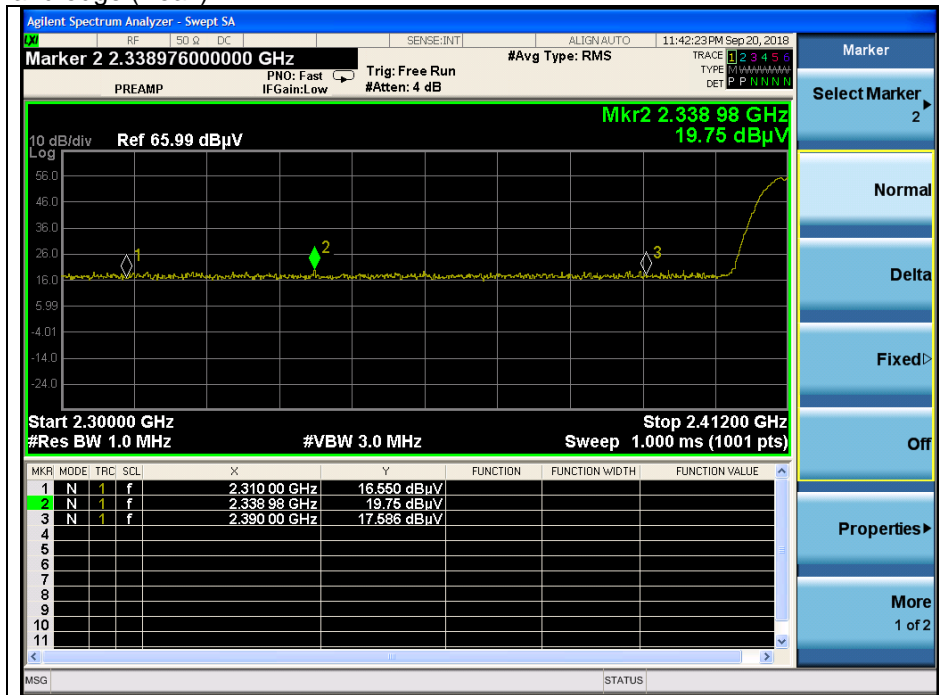 Agilent Spectrum Analyzer - Swept SA
LXI RF 50 Ω DC SENSE:INT ALIGN AUTO 11:42:23 PM Sep 20, 2018
Marker 2 2.338976000000 GHz
PREAMP
PNO: Fast
IFGain:Low
Trig: Free Run
#Atten: 4 dB
#Avg Type: RMS
TRACE 1 2 3 4 5 6
TYPE M WWWWW
DET P P N N N N
Mkr2 2.338 98 GHz
19.75 dBµV
10 dB/div Ref 65.99 dBµV
Log
56.0
46.0
36.0
26.0
16.0
5.99
-4.01
-14.0
-24.0
1
2
3
Start 2.30000 GHz Stop 2.41200 GHz
#Res BW 1.0 MHz #VBW 3.0 MHz Sweep 1.000 ms (1001 pts)
MKR MODE TRC SCL X Y FUNCTION FUNCTION WIDTH FUNCTION VALUE
1 N 1 f 2.310 00 GHz 16.550 dBµV
2 N 1 f 2.338 98 GHz 19.75 dBµV
3 N 1 f 2.390 00 GHz 17.586 dBµV
4
5
6
7
8
9
10
11
MSG STATUS
Marker
Select Marker
2
Normal
Delta
Fixed
Off
Properties
More
1 of 2